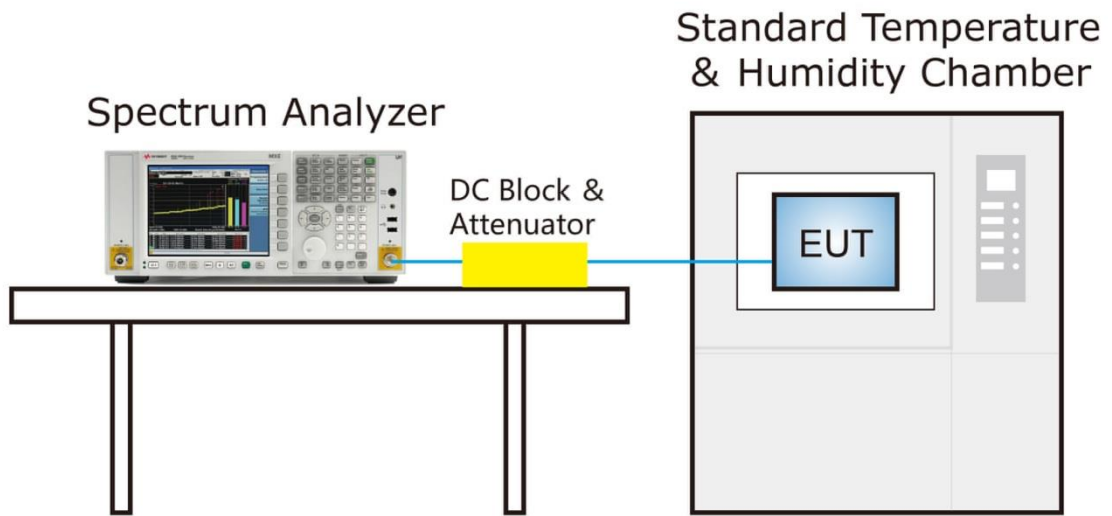 Standard Temperature
& Humidity Chamber
Spectrum Analyzer
DC Block &
Attenuator
EUT